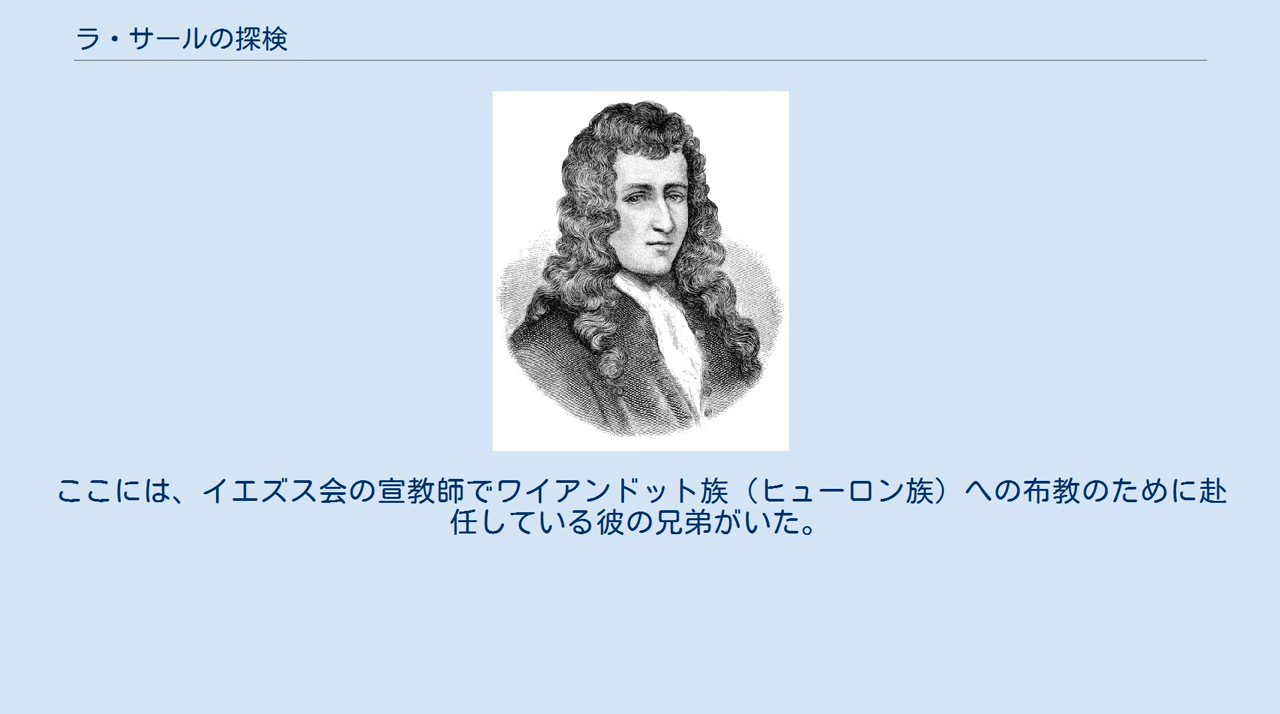 ラ・サールの探検
ここには、イエズス会の宣教師でワイアンドット族（ヒューロン族）への布教のために赴
任している彼の兄弟がいた。